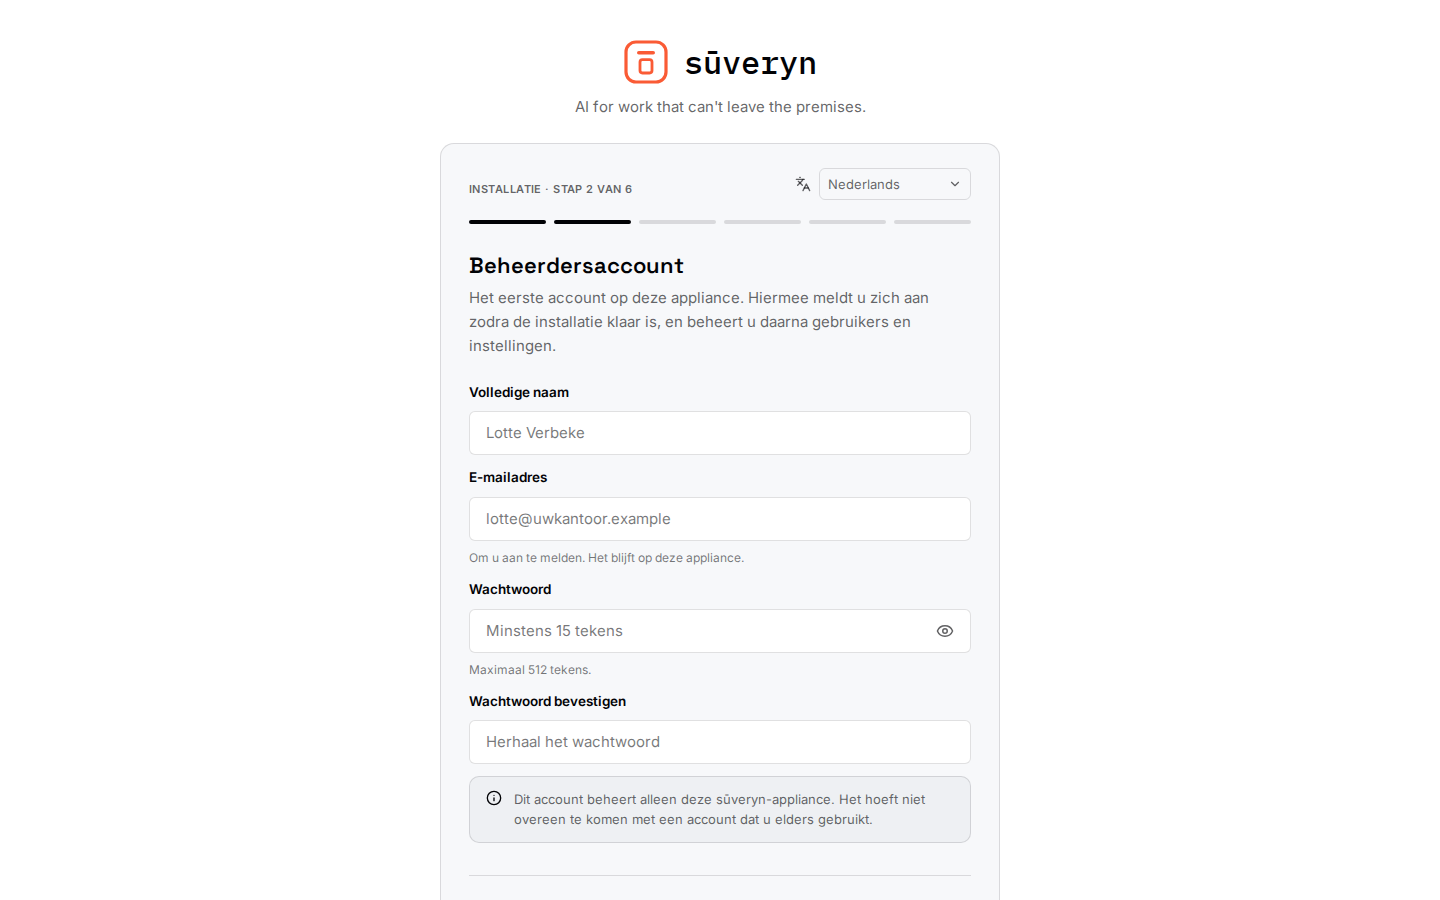 sūveryn
AI for work that can't leave the premises.
INSTALLATIE · STAP 2 VAN 6
Nederlands
Beheerdersaccount
Het eerste account op deze appliance. Hiermee meldt u zich aan
zodra de installatie klaar is, en beheert u daarna gebruikers en
instellingen.
Volledige naam
Lotte Verbeke
E-mailadres
lotte@uwkantoor.example
Om u aan te melden. Het blijft op deze appliance.
Wachtwoord
Minstens 15 tekens
Maximaal 512 tekens.
Wachtwoord bevestigen
Herhaal het wachtwoord
Dit account beheert alleen deze sūveryn-appliance. Het hoeft niet
overeen te komen met een account dat u elders gebruikt.